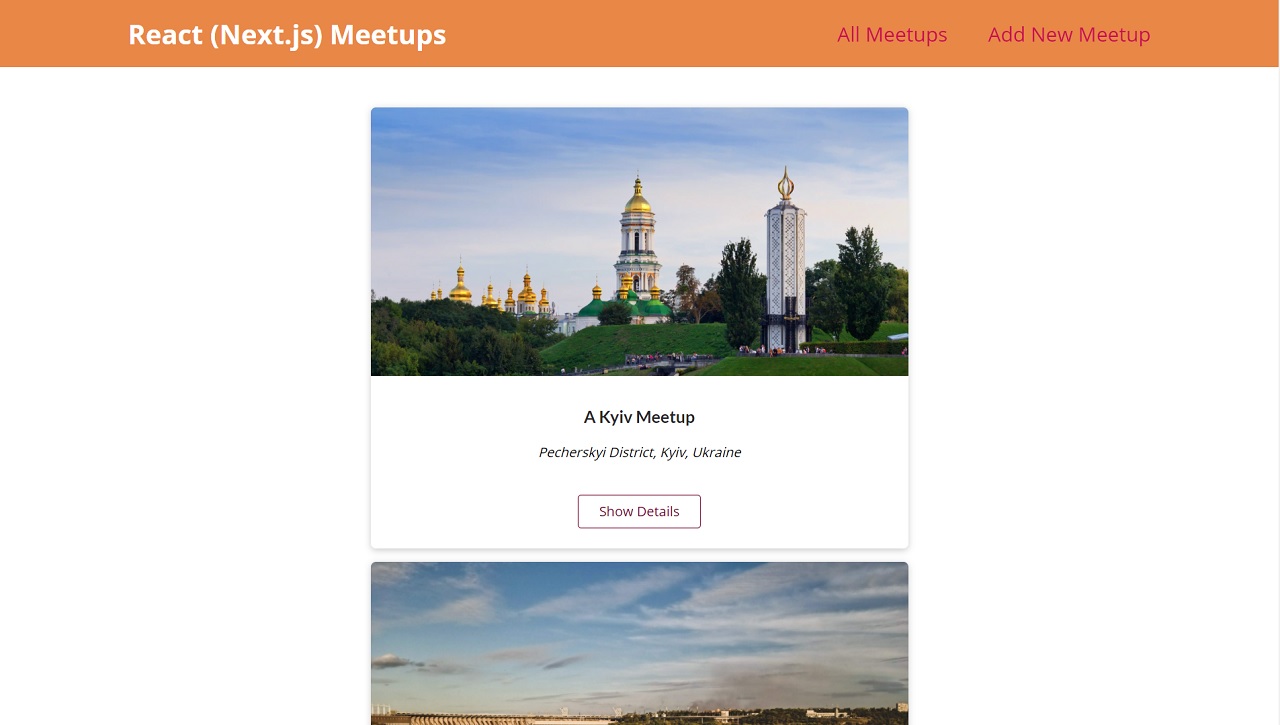 React (Next.js) Meetups
All Meetups
Add New Meetup
A Kyiv Meetup
Pecherskyi District, Kyiv, Ukraine
Show Details